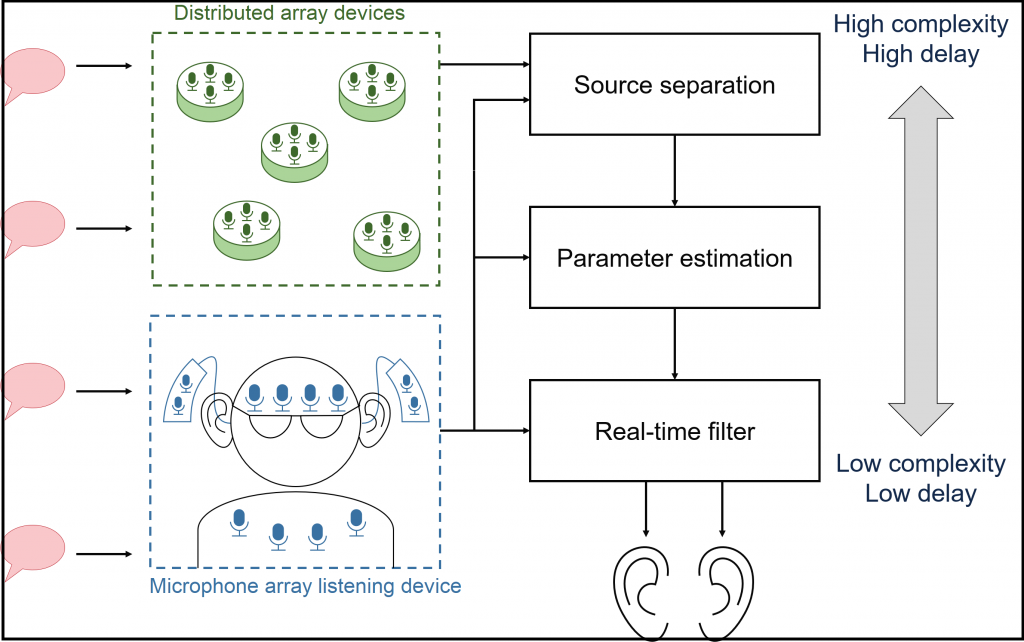 Distributed array devices
High complexity
High delay
Source separation
Parameter estimation
Real-time filter
Low complexity
Low delay
Microphone array listening device